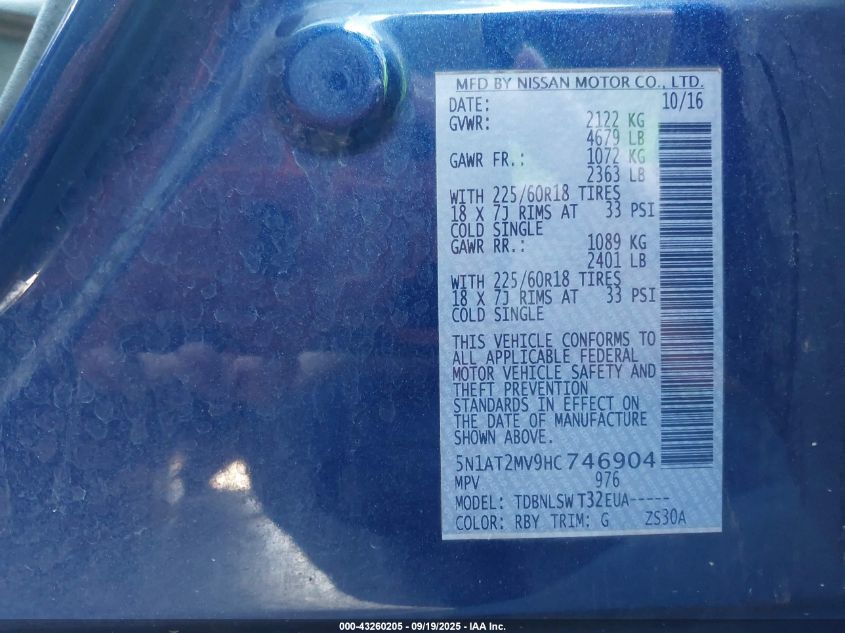 MFD BY NISSAN MOTOR CO., LTD.
DATE: 10/16
GVWR: 2122 KG
4679 LB
GAWR FR.: 1072 KG
2363 LB
WITH 225/60R18 TIRES
18 X 7J RIMS AT 33 PSI
COLD SINGLE
GAWR RR.: 1089 KG
2401 LB
WITH 225/60R18 TIRES
18 X 7J RIMS AT 33 PSI
COLD SINGLE
THIS VEHICLE CONFORMS TO
ALL APPLICABLE FEDERAL
MOTOR VEHICLE SAFETY AND
THEFT PREVENTION
STANDARDS IN EFFECT ON
THE DATE OF MANUFACTURE
SHOWN ABOVE.
5N1AT2MV9HC746904
MPV 976
MODEL: TDBNLSW T32EUA-----
COLOR: RBY TRIM: G ZS30A
000-43260205 - 09/19/2025 - IAA Inc.